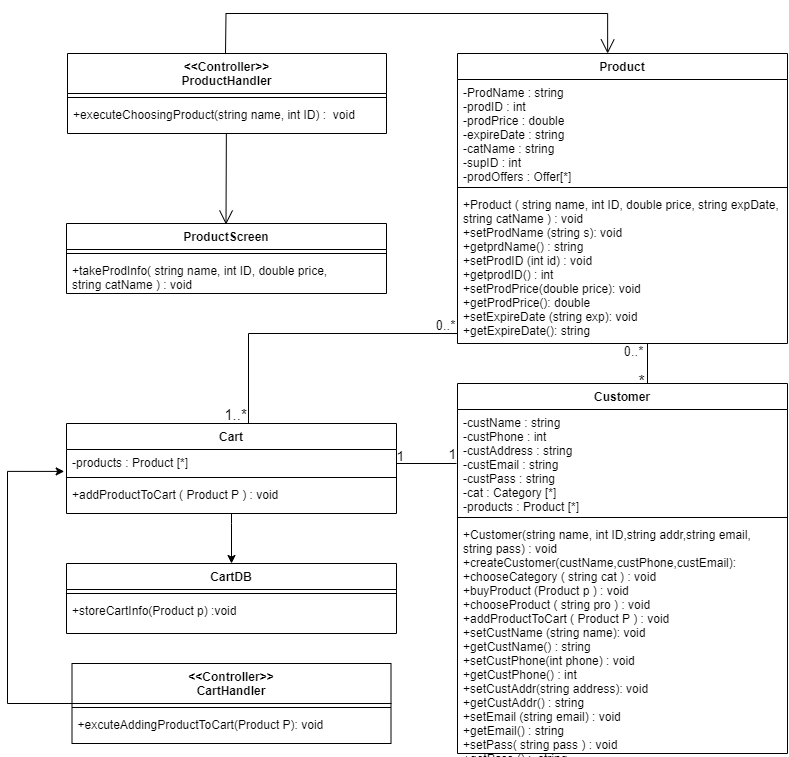 <<Controller>>
ProductHandler
+executeChoosingProduct(string name, int ID) :  void
ProductScreen
+takeProdInfo( string name, int ID, double price,
string catName ) : void
Product
-ProdName : string
-prodID : int
-prodPrice : double
-expireDate : string
-catName : string
-supID : int
-prodOffers : Offer[*]
+Product ( string name, int ID, double price, string expDate,
string catName ) : void
+setProdName (string s): void
+getprdName() : string
+setProdID (int id) : void
+getprodID() : int
+setProdPrice(double price): void
+getProdPrice(): double
+setExpireDate (string exp): void
+getExpireDate(): string
0..*
0..*
*
1..*
Cart
-products : Product [*]
+addProductToCart ( Product P ) : void
1
1
CartDB
+storeCartInfo(Product p) :void
<<Controller>>
CartHandler
+excuteAddingProductToCart(Product P): void
Customer
-custName : string
-custPhone : int
-custAddress : string
-custEmail : string
-custPass : string
-cat : Category [*]
-products : Product [*]
+Customer(string name, int ID,string addr,string email,
string pass) : void
+createCustomer(custName,custPhone,custEmail):
+chooseCategory ( string cat ) : void
+buyProduct (Product p ) : void
+chooseProduct ( string pro ) : void
+addProductToCart ( Product P ) : void
+setCustName (string name): void
+getCustName() : string
+setCustPhone(int phone) : void
+getCustPhone() : int
+setCustAddr(string address): void
+getCustAddr() : string
+setEmail (string email) : void
+getEmail() : string
+setPass( string pass ) : void